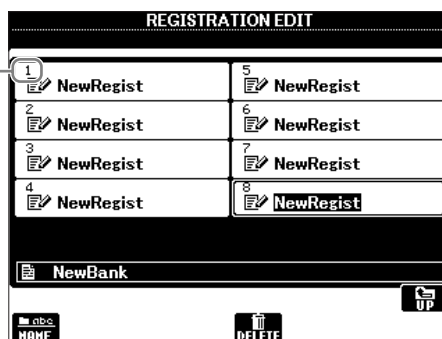 REGISTRATION EDIT
1 NewRegist
5 NewRegist
2 NewRegist
6 NewRegist
3 NewRegist
7 NewRegist
4 NewRegist
8 NewRegist
NewBank
UP
abc
NAME
DELETE